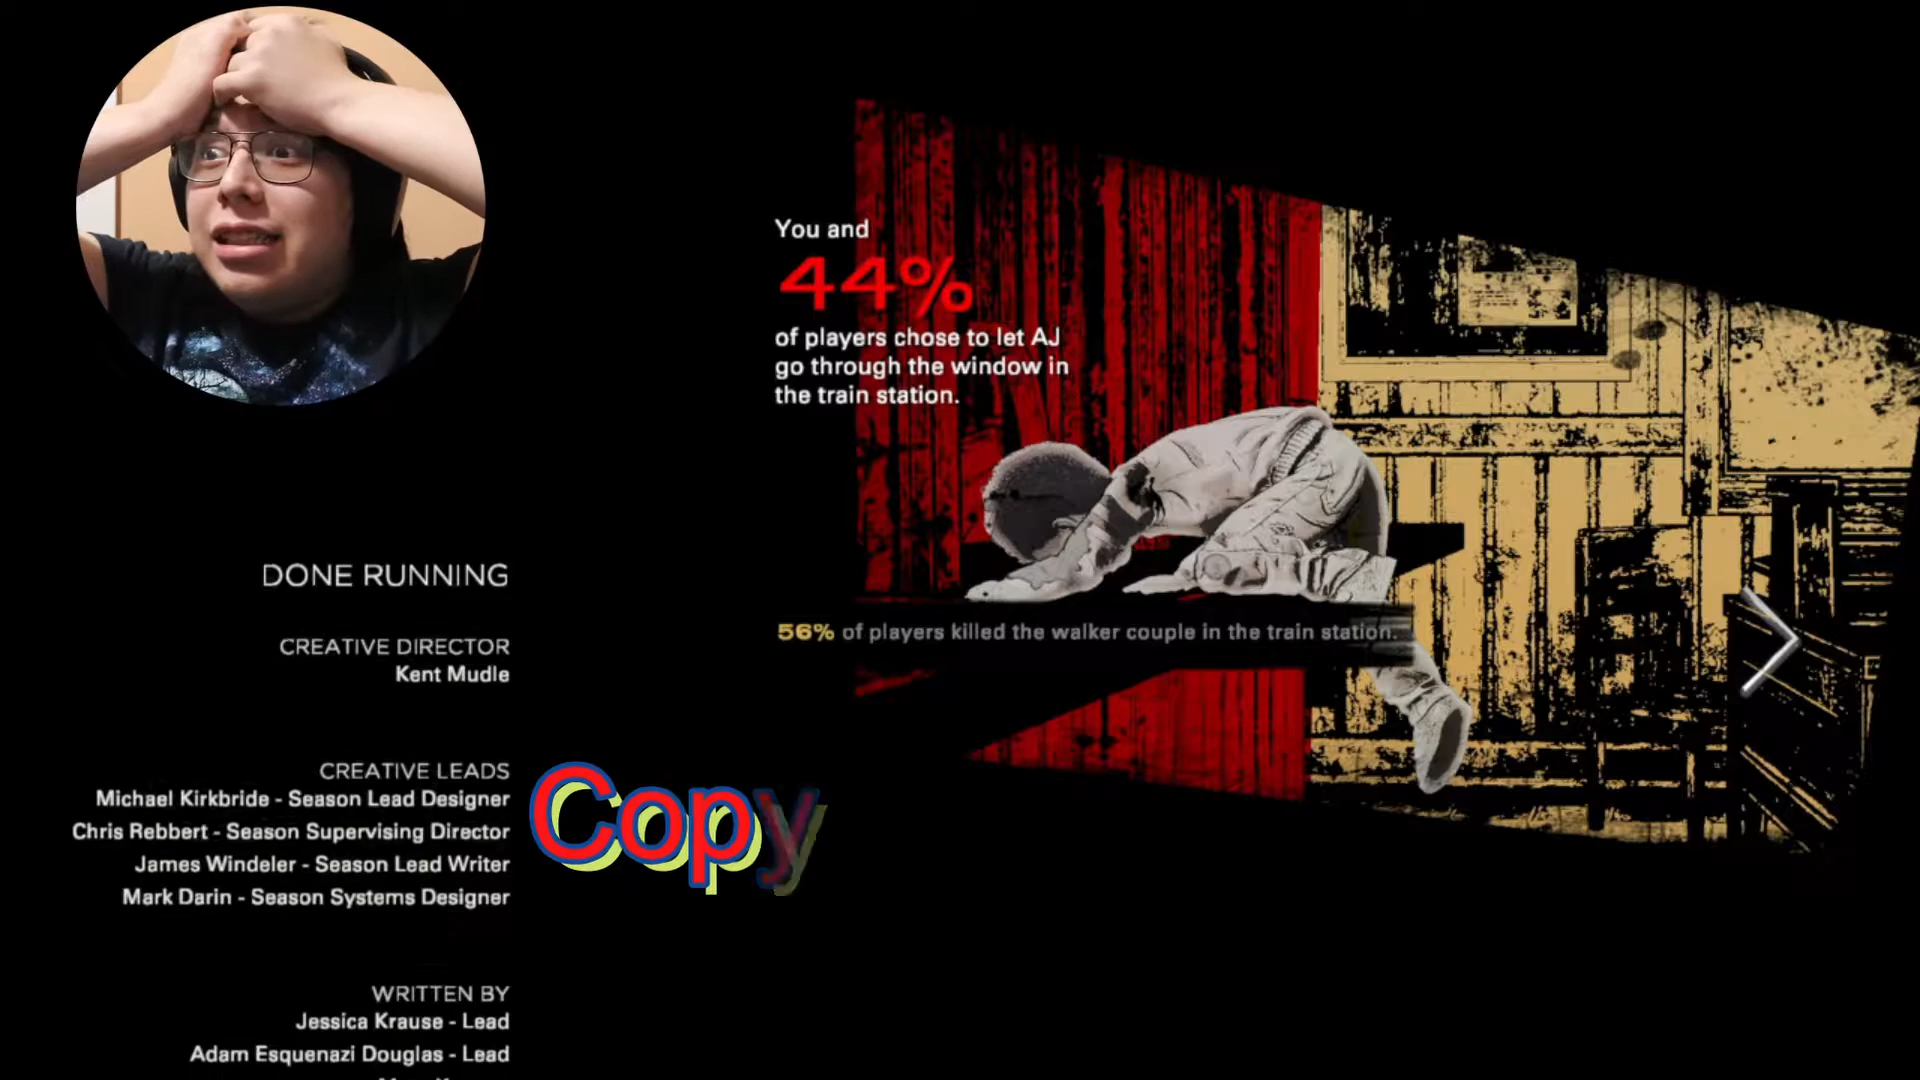 You and
44%
of players chose to let AJ
go through the window in
the train station.
56% of players killed the walker couple in the train station.
DONE RUNNING
CREATIVE DIRECTOR
Kent Mudle
CREATIVE LEADS
Michael Kirkbride - Season Lead Designer
Chris Rebbert - Season Supervising Director
James Windeler - Season Lead Writer
Mark Darin - Season Systems Designer
Copy
WRITTEN BY
Jessica Krause - Lead
Adam Esquenazi Douglas - Lead